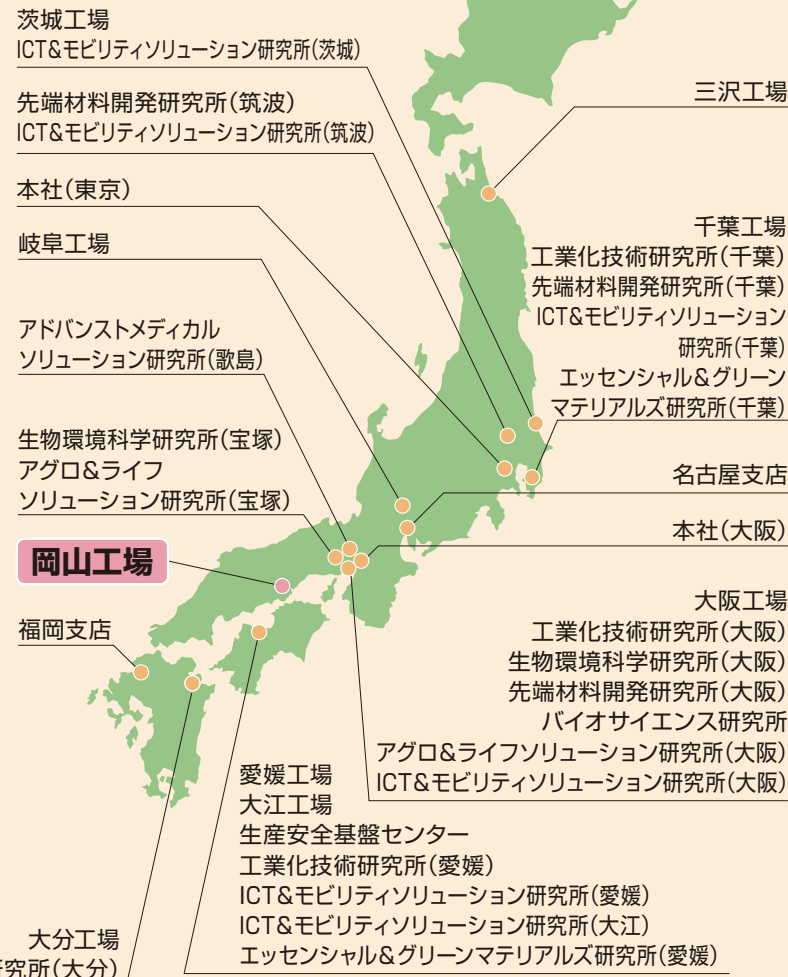 茨城工場
ICT&モビリティソリューション研究所(茨城)
先端材料開発研究所(筑波)
ICT&モビリティソリューション研究所(筑波)
本社(東京)
岐阜工場
アドバンストメディカル
ソリューション研究所(歌島)
生物環境科学研究所(宝塚)
アグロ&ライフ
ソリューション研究所(宝塚)
岡山工場
福岡支店
三沢工場
千葉工場
工業化技術研究所(千葉)
先端材料開発研究所(千葉)
ICT&モビリティソリューション
研究所(千葉)
エッセンシャル&グリーン
マテリアルズ研究所(千葉)
名古屋支店
本社(大阪)
大阪工場
工業化技術研究所(大阪)
生物環境科学研究所(大阪)
先端材料開発研究所(大阪)
バイオサイエンス研究所
アグロ&ライフソリューション研究所(大阪)
ICT&モビリティソリューション研究所(大阪)
愛媛工場
大江工場
生産安全基盤センター
工業化技術研究所(愛媛)
ICT&モビリティソリューション研究所(愛媛)
ICT&モビリティソリューション研究所(大江)
エッセンシャル&グリーンマテリアルズ研究所(愛媛)
大分工場
究所(大分)